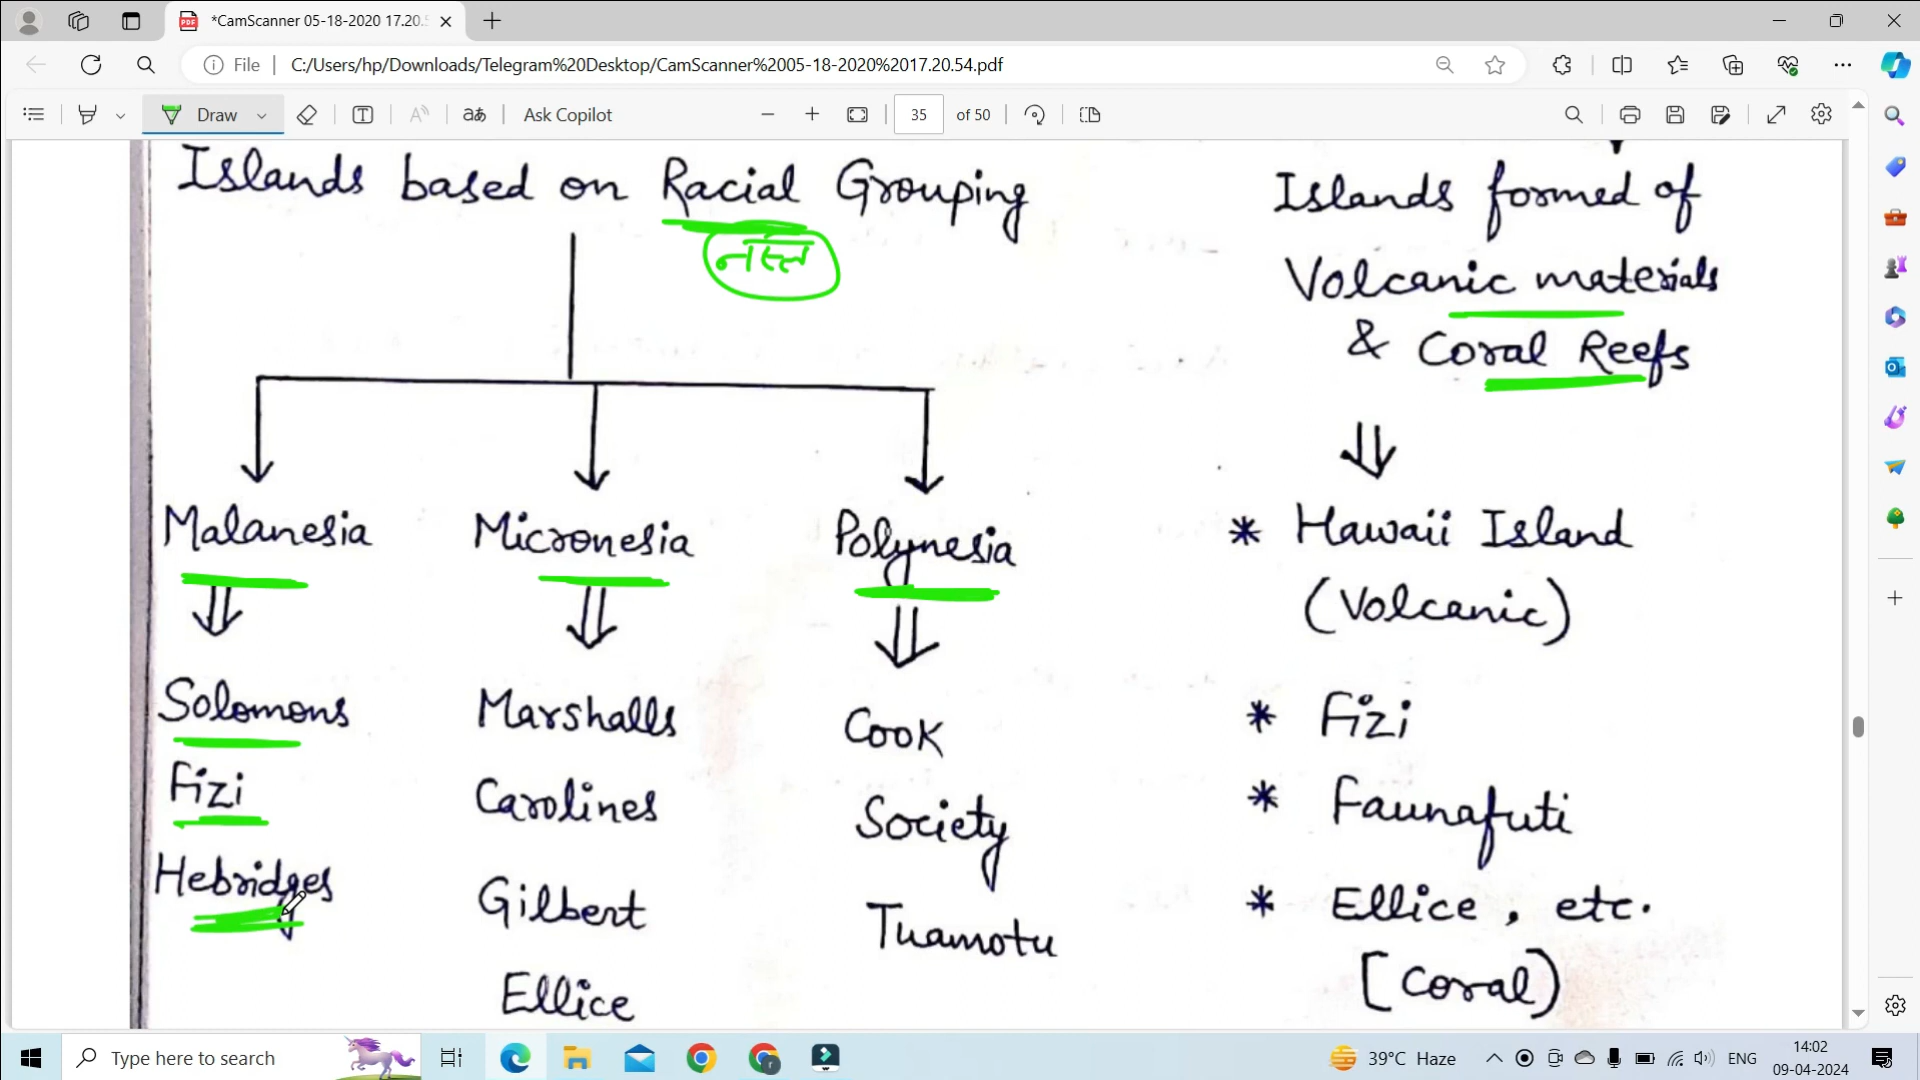 *CamScanner 05-18-2020 17.20.5
File
C:/Users/hp/Downloads/Telegram%20Desktop/CamScanner%2005-18-2020%2017.20.54.pdf
Draw
Ask Copilot
35 of 50
Islands based on Racial Grouping
नस्ल
Malanesia
Solomons
Fizi
Hebridges
Micronesia
Marshalls
Carolines
Gilbert
Ellice
Polynesia
Cook
Society
Tuamotu
Islands formed of
Volcanic materials
& Coral Reefs
* Hawaii Island
(Volcanic)
* Fizi
* Faunafuti
* Ellice, etc.
[Coral)
Type here to search
39°C Haze
ENG
14:02
09-04-2024